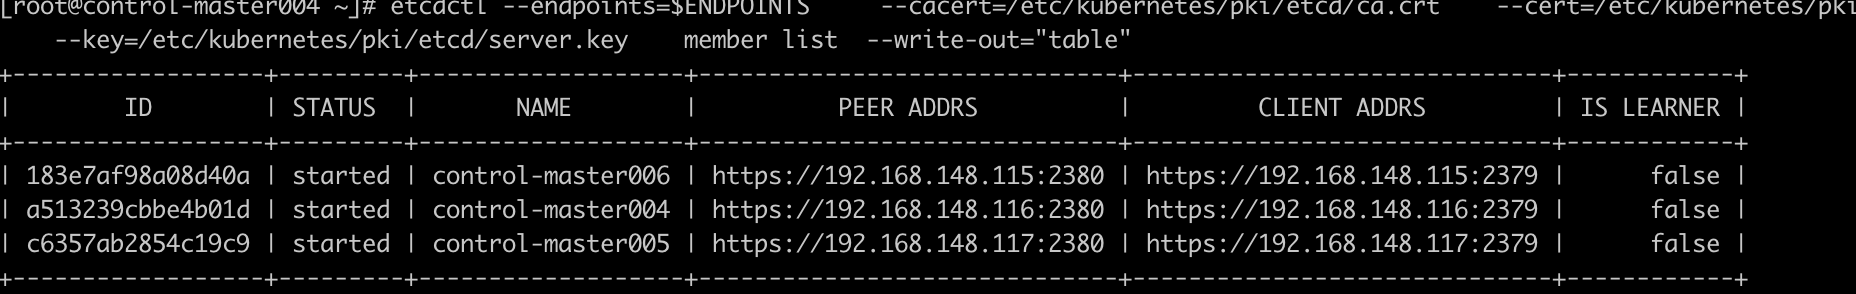 [root@control-master004 ~]# etcdctl --endpoints=$ENDPOINTS --cacert=/etc/kubernetes/pki/etcd/ca.crt --cert=/etc/kubernetes/pki
--key=/etc/kubernetes/pki/etcd/server.key member list --write-out="table"
+------------------+---------+-------------------+------------------------------+------------------------------+------------+
| ID | STATUS | NAME | PEER ADDRS | CLIENT ADDRS | IS LEARNER |
+------------------+---------+-------------------+------------------------------+------------------------------+------------+
| 183e7af98a08d40a | started | control-master006 | https://192.168.148.115:2380 | https://192.168.148.115:2379 | false |
| a513239cbbe4b01d | started | control-master004 | https://192.168.148.116:2380 | https://192.168.148.116:2379 | false |
| c6357ab2854c19c9 | started | control-master005 | https://192.168.148.117:2380 | https://192.168.148.117:2379 | false |
+------------------+---------+-------------------+------------------------------+------------------------------+------------+